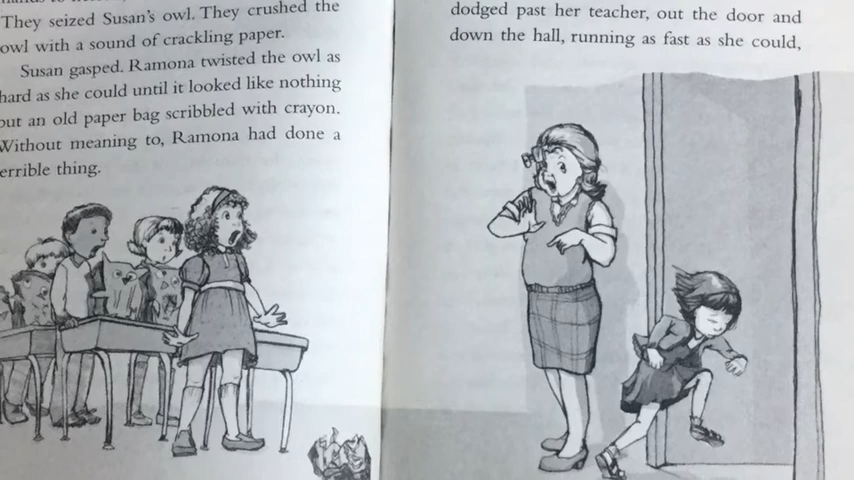 They seized Susan's owl. They crushed the
owl with a sound of crackling paper.
Susan gasped. Ramona twisted the owl as
hard as she could until it looked like nothing
but an old paper bag scribbled with crayon.
Without meaning to, Ramona had done a
terrible thing.
dodged past her teacher, out the door and
down the hall, running as fast as she could,